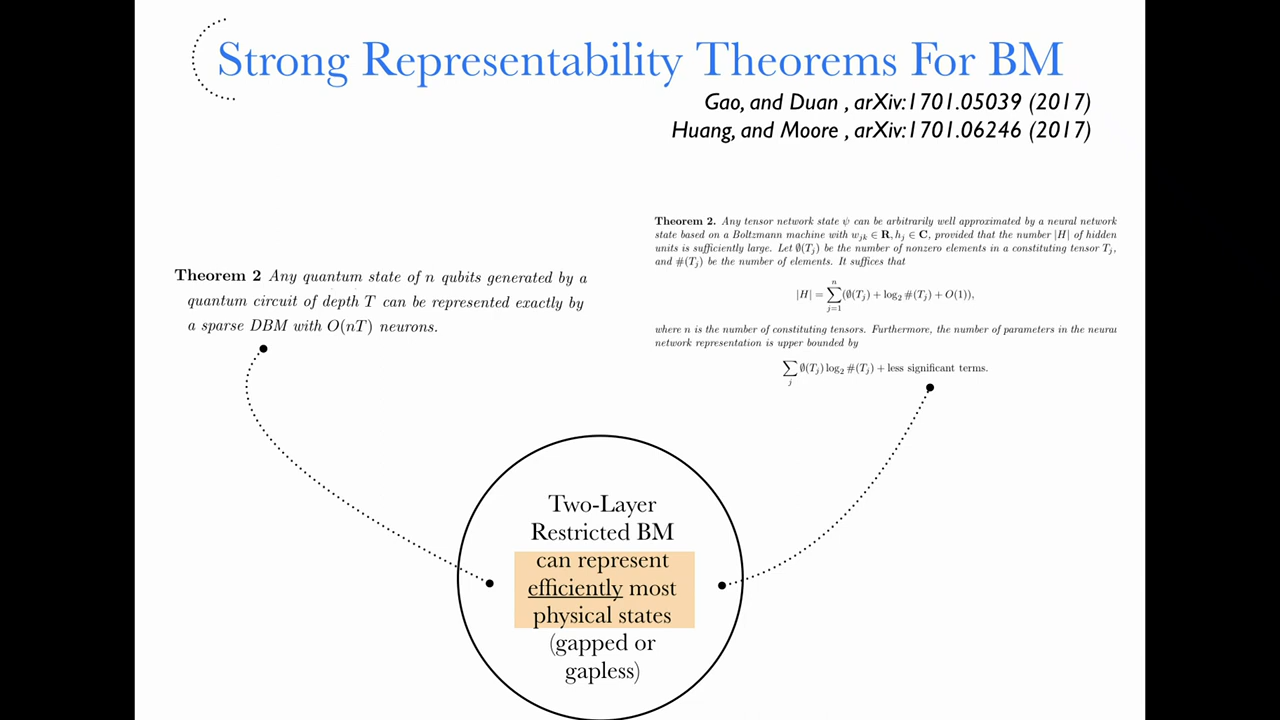 Strong Representability Theorems For BM
Gao, and Duan , arXiv:1701.05039 (2017)
Huang, and Moore , arXiv:1701.06246 (2017)
Theorem 2 Any quantum state of n qubits generated by a
quantum circuit of depth T can be represented exactly by
a sparse DBM with O(nT) neurons.
Theorem 2. Any tensor network state ψ can be arbitrarily well approximated by a neural network
state based on a Boltzmann machine with w_{jk} ∈ R, h_j ∈ C, provided that the number |H| of hidden
units is sufficiently large. Let ∅(T_j) be the number of nonzero elements in a constituting tensor T_j,
and #(T_j) be the number of elements. It suffices that
|H| = ∑_{j=1}^{n} (∅(T_j) + log_2 #(T_j) + O(1)),
where n is the number of constituting tensors. Furthermore, the number of parameters in the neural
network representation is upper bounded by
∑_j ∅(T_j) log_2 #(T_j) + less significant terms.
Two-Layer
Restricted BM
can represent
efficiently most
physical states
(gapped or
gapless)